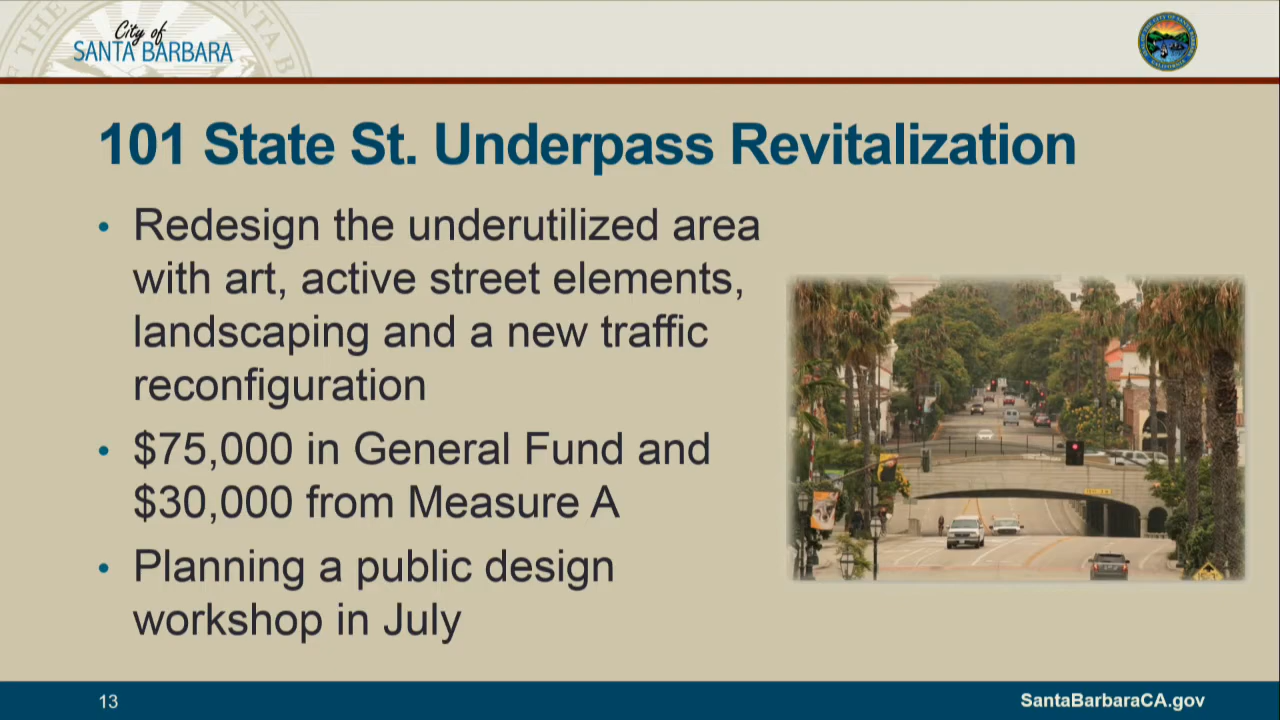 City of
SANTA BARBARA
101 State St. Underpass Revitalization
• Redesign the underutilized area
with art, active street elements,
landscaping and a new traffic
reconfiguration
• $75,000 in General Fund and
$30,000 from Measure A
• Planning a public design
workshop in July
13
SantaBarbaraCA.gov